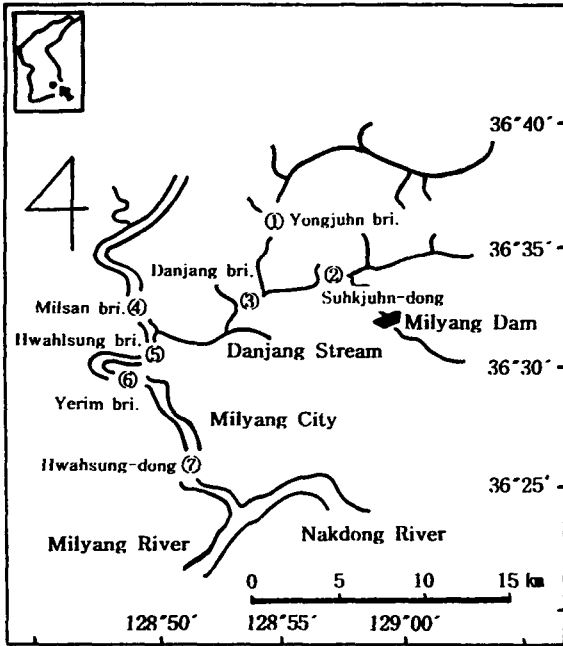 36°40′
① Yongjuhn bri.
36°35′
Danjang bri. ②
③ Suhkjuhn-dong
Milsan bri. ④
Milyang Dam
Hwahlsung bri. ⑤
Danjang Stream
36°30′
⑥
Yerim bri.
Milyang City
Hwahsung-dong ⑦
36°25′
Milyang River
Nakdong River
0 5 10 15 km
128°50′ 128°55′ 129°00′